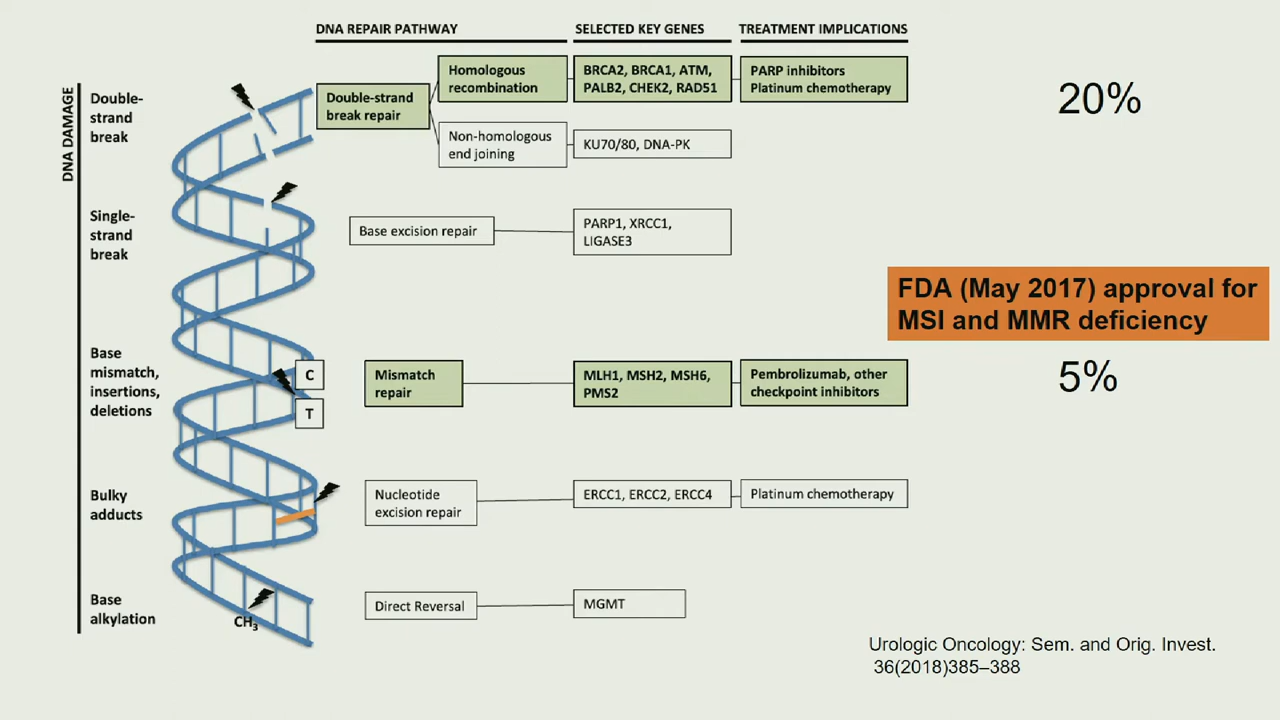 DNA REPAIR PATHWAY
SELECTED KEY GENES
TREATMENT IMPLICATIONS
DNA DAMAGE
Double-
strand
break
Double-strand
break repair
Homologous
recombination
BRCA2, BRCA1, ATM,
PALB2, CHEK2, RAD51
PARP inhibitors
Platinum chemotherapy
20%
Non-homologous
end joining
KU70/80, DNA-PK
Single-
strand
break
Base excision repair
PARP1, XRCC1,
LIGASE3
FDA (May 2017) approval for
MSI and MMR deficiency
Base
mismatch,
insertions,
deletions
C
T
Mismatch
repair
MLH1, MSH2, MSH6,
PMS2
Pembrolizumab, other
checkpoint inhibitors
5%
Bulky
adducts
Nucleotide
excision repair
ERCC1, ERCC2, ERCC4
Platinum chemotherapy
Base
alkylation
CH3
Direct Reversal
MGMT
Urologic Oncology: Sem. and Orig. Invest.
36(2018)385–388